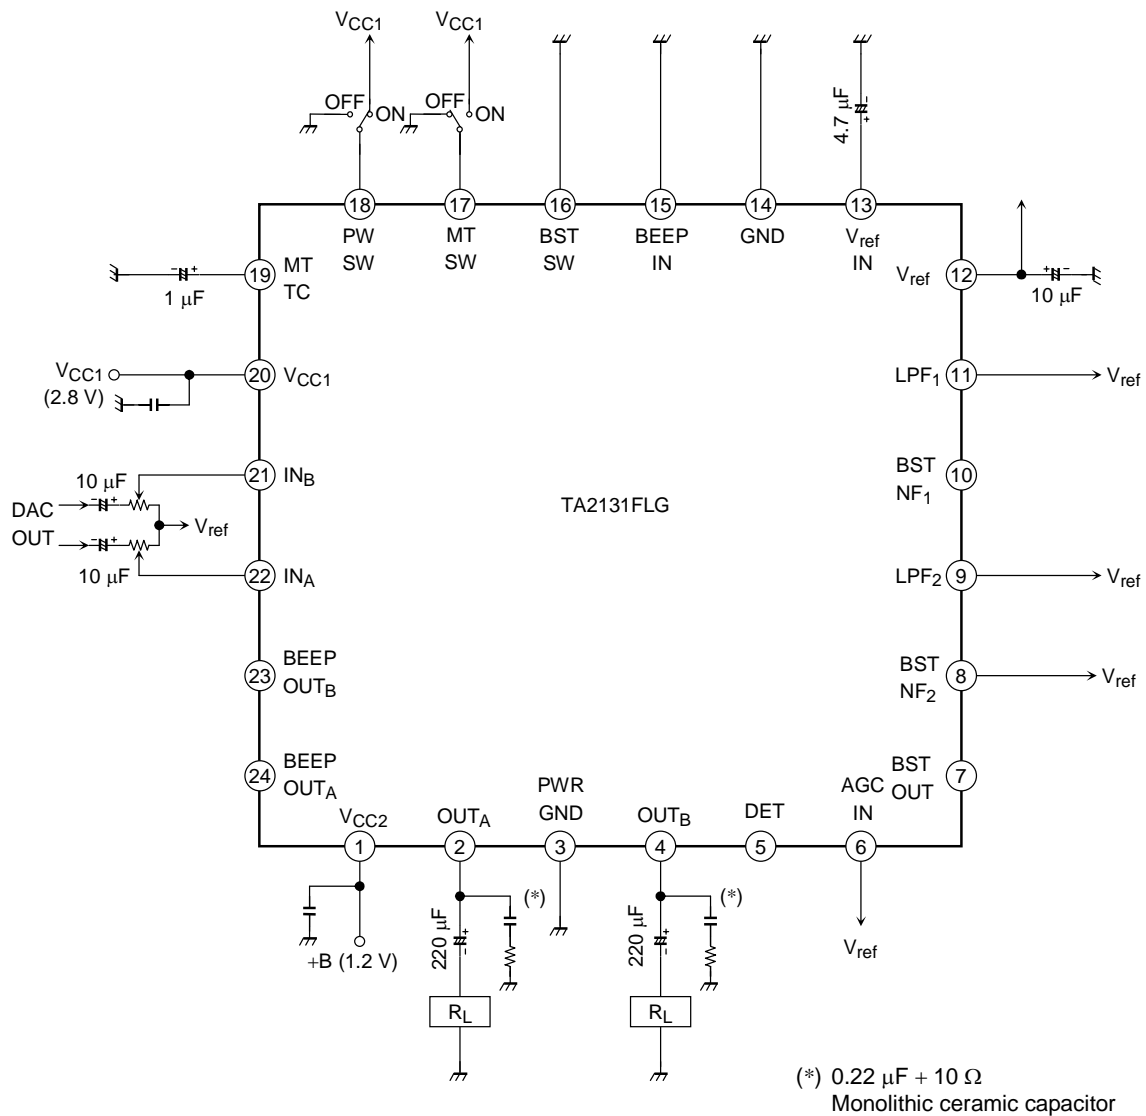 VCC1 VCC1
OFF ON OFF ON
4.7 μF
18 17 16 15 14 13
PW SW
MT SW
BST SW
BEEP IN
GND
Vref IN
19 MT TC
1 μF
Vref 12
10 μF
VCC1 (2.8 V)
20 VCC1
LPF1 11 Vref
10 μF
21 INB
BST NF1 10
DAC OUT
Vref
TA2131FLG
10 μF
22 INA
LPF2 9 Vref
23 BEEP OUTB
BST NF2 8 Vref
24 BEEP OUTA
BST OUT 7
VCC2
OUTA
PWR GND
OUTB
DET
AGC IN
1 2 3 4 5 6
(*) (*)
220 μF 220 μF
+B (1.2 V)
Vref
RL RL
(*) 0.22 μF + 10 Ω
Monolithic ceramic capacitor